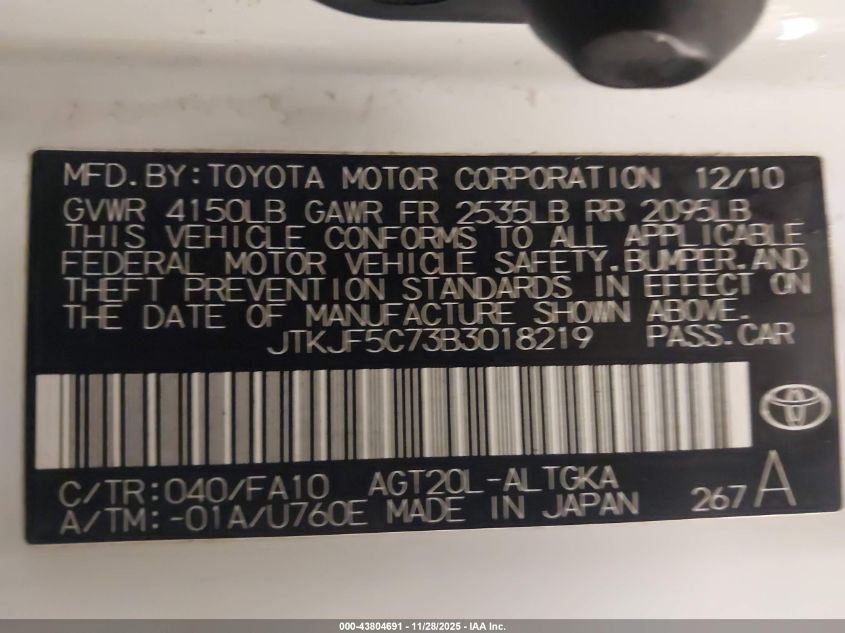 MFD.BY:TOYOTA MOTOR CORPORATION 12/10
GVWR 4150LB GAWR FR 2535LB RR 2095LB
THIS VEHICLE CONFORMS TO ALL APPLICABLE
FEDERAL MOTOR VEHICLE SAFETY,BUMPER,AND
THEFT PREVENTION STANDARDS IN EFFECT ON
THE DATE OF MANUFACTURE SHOWN ABOVE.
JTKJF5C73B3018219 PASS.CAR
C/TR:040/FA10 AGT20L-ALTGKA
A/TM:-01A/U760E MADE IN JAPAN 267 A
000-43804691 - 11/28/2025 - IAA Inc.